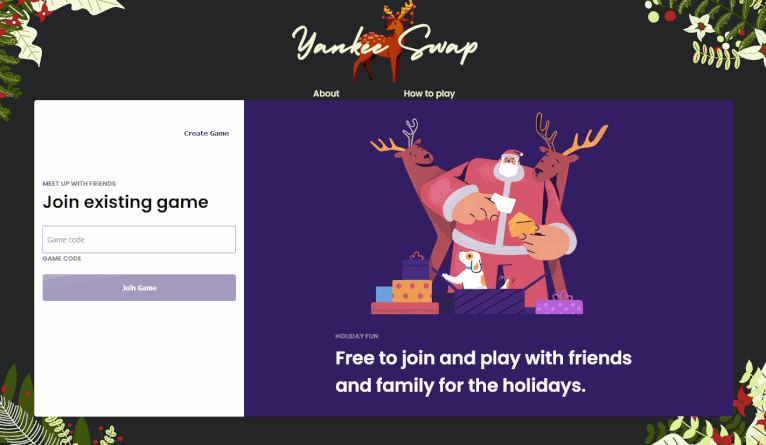 Yankee Swap
About
How to play
Create Game
MEET UP WITH FRIENDS
Join existing game
Game code
GAME CODE
Join Game
HOLIDAY FUN
Free to join and play with friends
and family for the holidays.